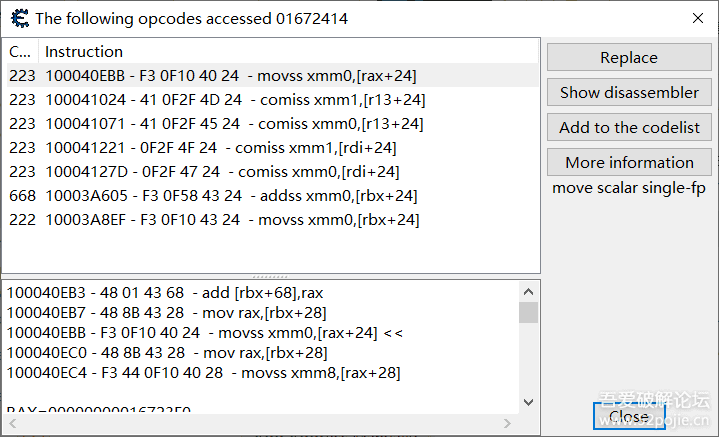 The following opcodes accessed 01672414
C... Instruction
223 100040EBB - F3 0F10 40 24 - movss xmm0,[rax+24]
223 100041024 - 41 0F2F 4D 24 - comiss xmm1,[r13+24]
223 100041071 - 41 0F2F 45 24 - comiss xmm0,[r13+24]
223 100041221 - 0F2F 4F 24 - comiss xmm1,[rdi+24]
223 10004127D - 0F2F 47 24 - comiss xmm0,[rdi+24]
668 10003A605 - F3 0F58 43 24 - addss xmm0,[rbx+24]
222 10003A8EF - F3 0F10 43 24 - movss xmm0,[rbx+24]
Replace
Show disassembler
Add to the codelist
More information
move scalar single-fp
100040EB3 - 48 01 43 68 - add [rbx+68],rax
100040EB7 - 48 8B 43 28 - mov rax,[rbx+28]
100040EBB - F3 0F10 40 24 - movss xmm0,[rax+24] <<
100040EC0 - 48 8B 43 28 - mov rax,[rbx+28]
100040EC4 - F3 44 0F10 40 28 - movss xmm8,[rax+28]
RAX=00000000016723F0
Close
吾爱破解论坛
www.52pojie.cn